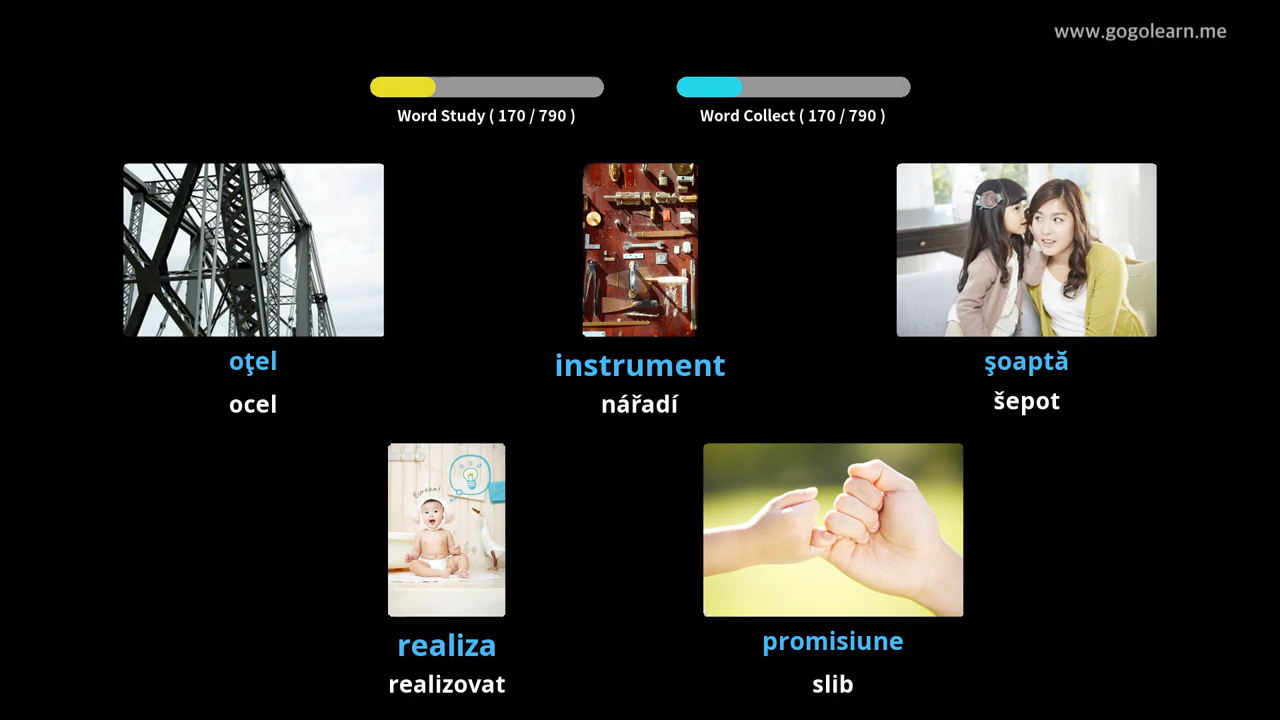 www.gogolearn.me
Word Study ( 170 / 790 )
Word Collect ( 170 / 790 )
oţel
ocel
instrument
nářadí
şoaptă
šepot
Eureka!
realiza
realizovat
promisiune
slib